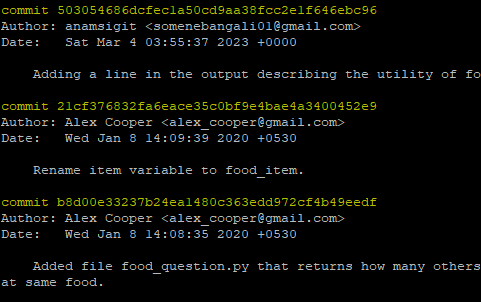 commit 503054686dcfec1a50cd9aa38fcc2e1f646ebc96
Author: anamsigit <somenebangali01@gmail.com>
Date:   Sat Mar 4 03:55:37 2023 +0000
Adding a line in the output describing the utility of fo
commit 21cf376832fa6eace35c0bf9e4bae4a3400452e9
Author: Alex Cooper <alex_cooper@gmail.com>
Date:   Wed Jan 8 14:09:39 2020 +0530
Rename item variable to food_item.
commit b8d00e33237b24ea1480c363edd972cf4b49eedf
Author: Alex Cooper <alex_cooper@gmail.com>
Date:   Wed Jan 8 14:08:35 2020 +0530
Added file food_question.py that returns how many others
at same food.